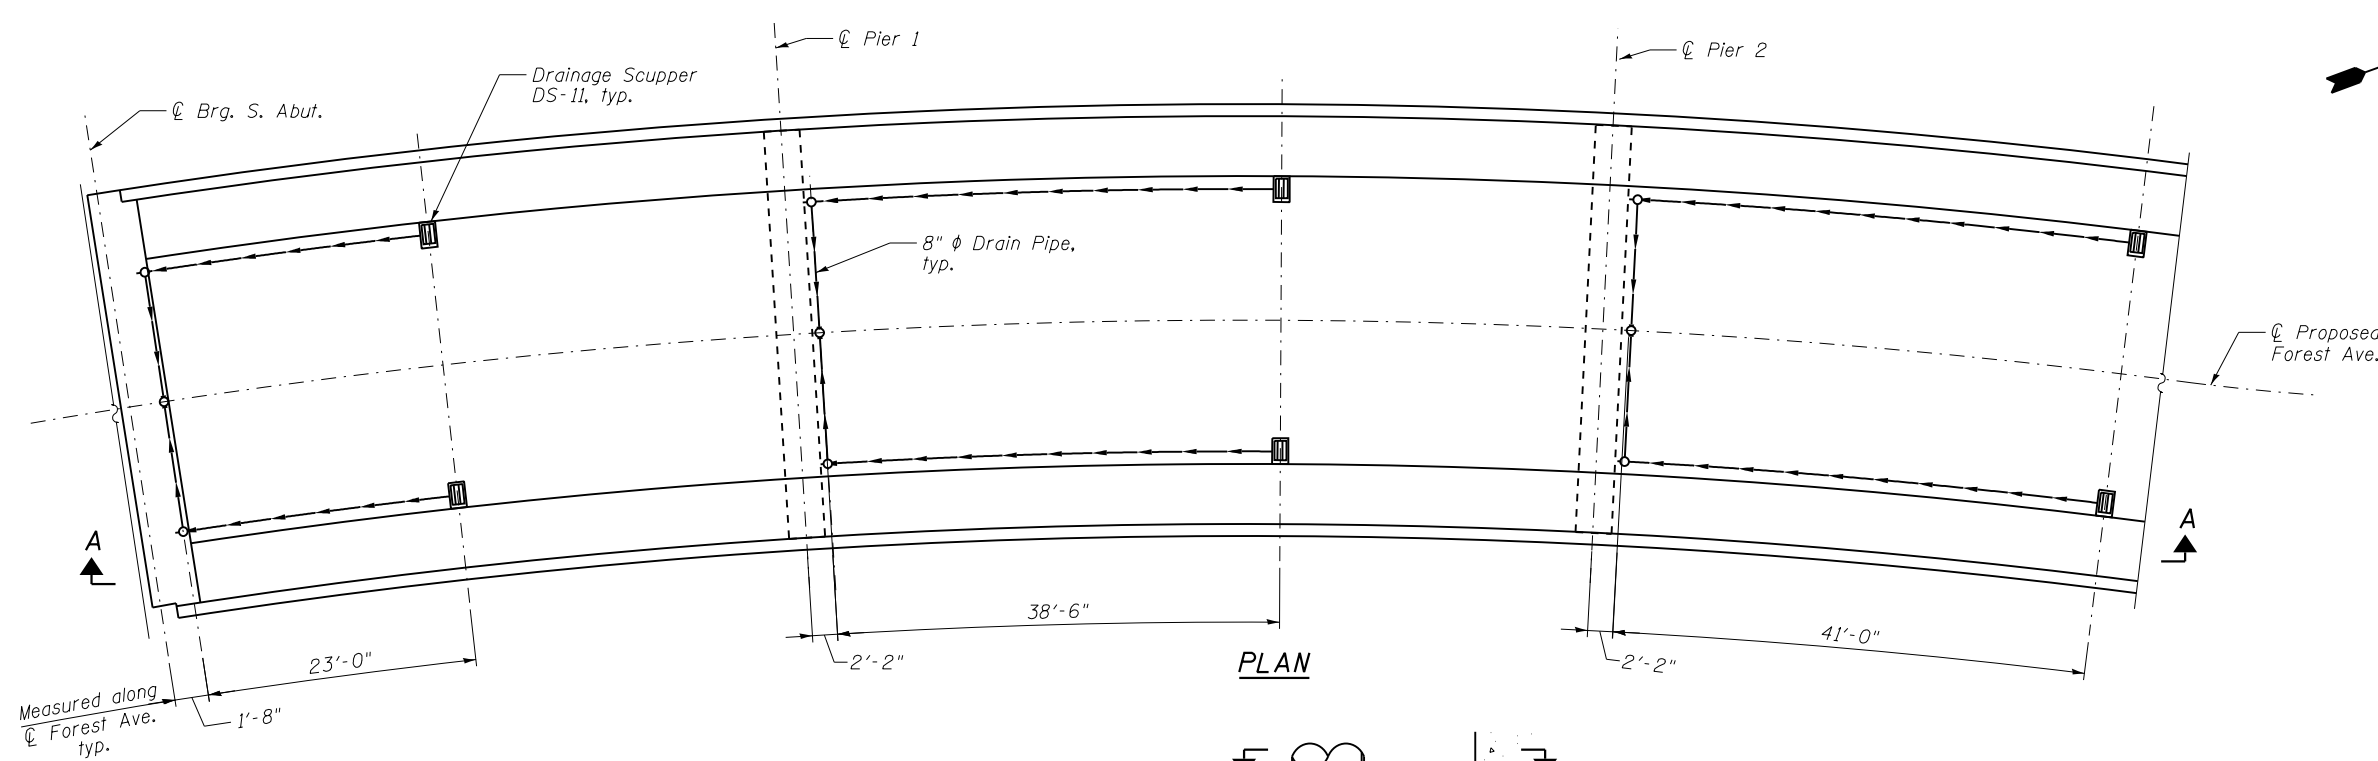 ℄ Pier 1
℄ Pier 2
Drainage Scupper
DS-11, typ.
℄ Brg. S. Abut.
8" ϕ Drain Pipe,
typ.
℄ Proposed
Forest Ave.
A
A
38'-6"
41'-0"
23'-0"
2'-2"
2'-2"
PLAN
Measured along
℄ Forest Ave.
typ.
1'-8"